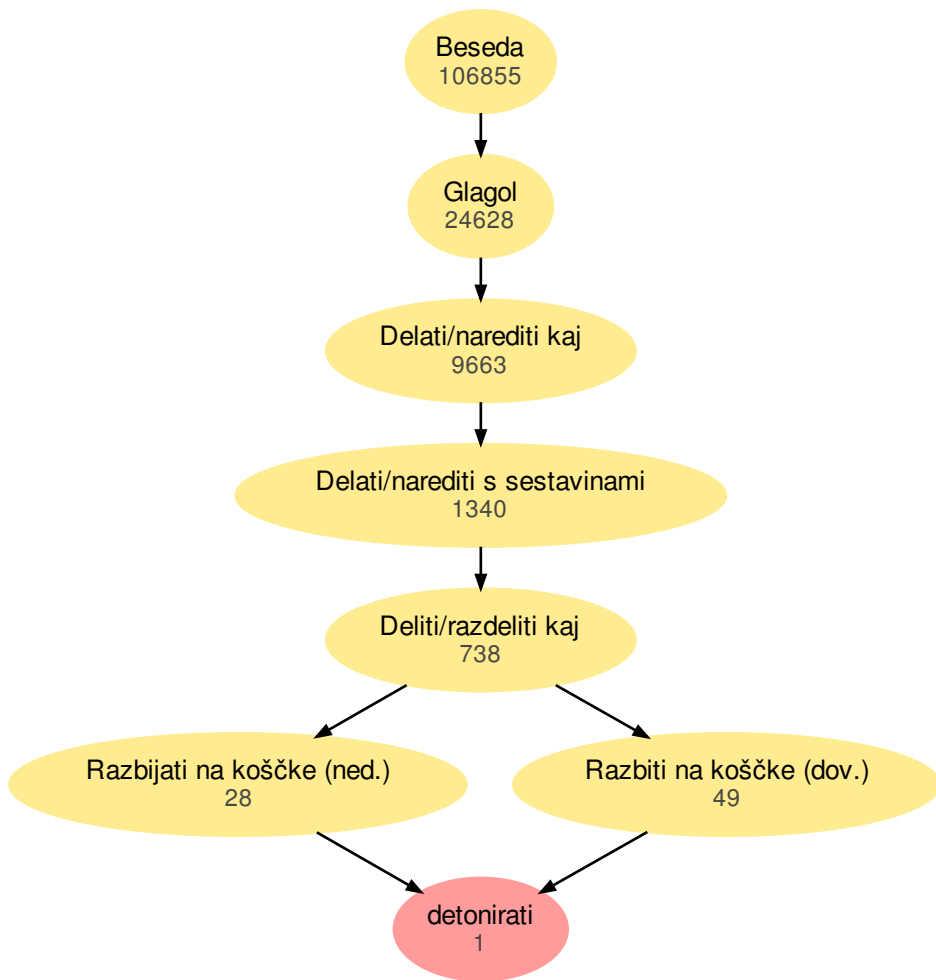 Beseda
106855
Glagol
24628
Delati/narediti kaj
9663
Delati/narediti s sestavinami
1340
Deliti/razdeliti kaj
738
Razbijati na koščke (ned.)
28
Razbiti na koščke (dov.)
49
detonirati
1